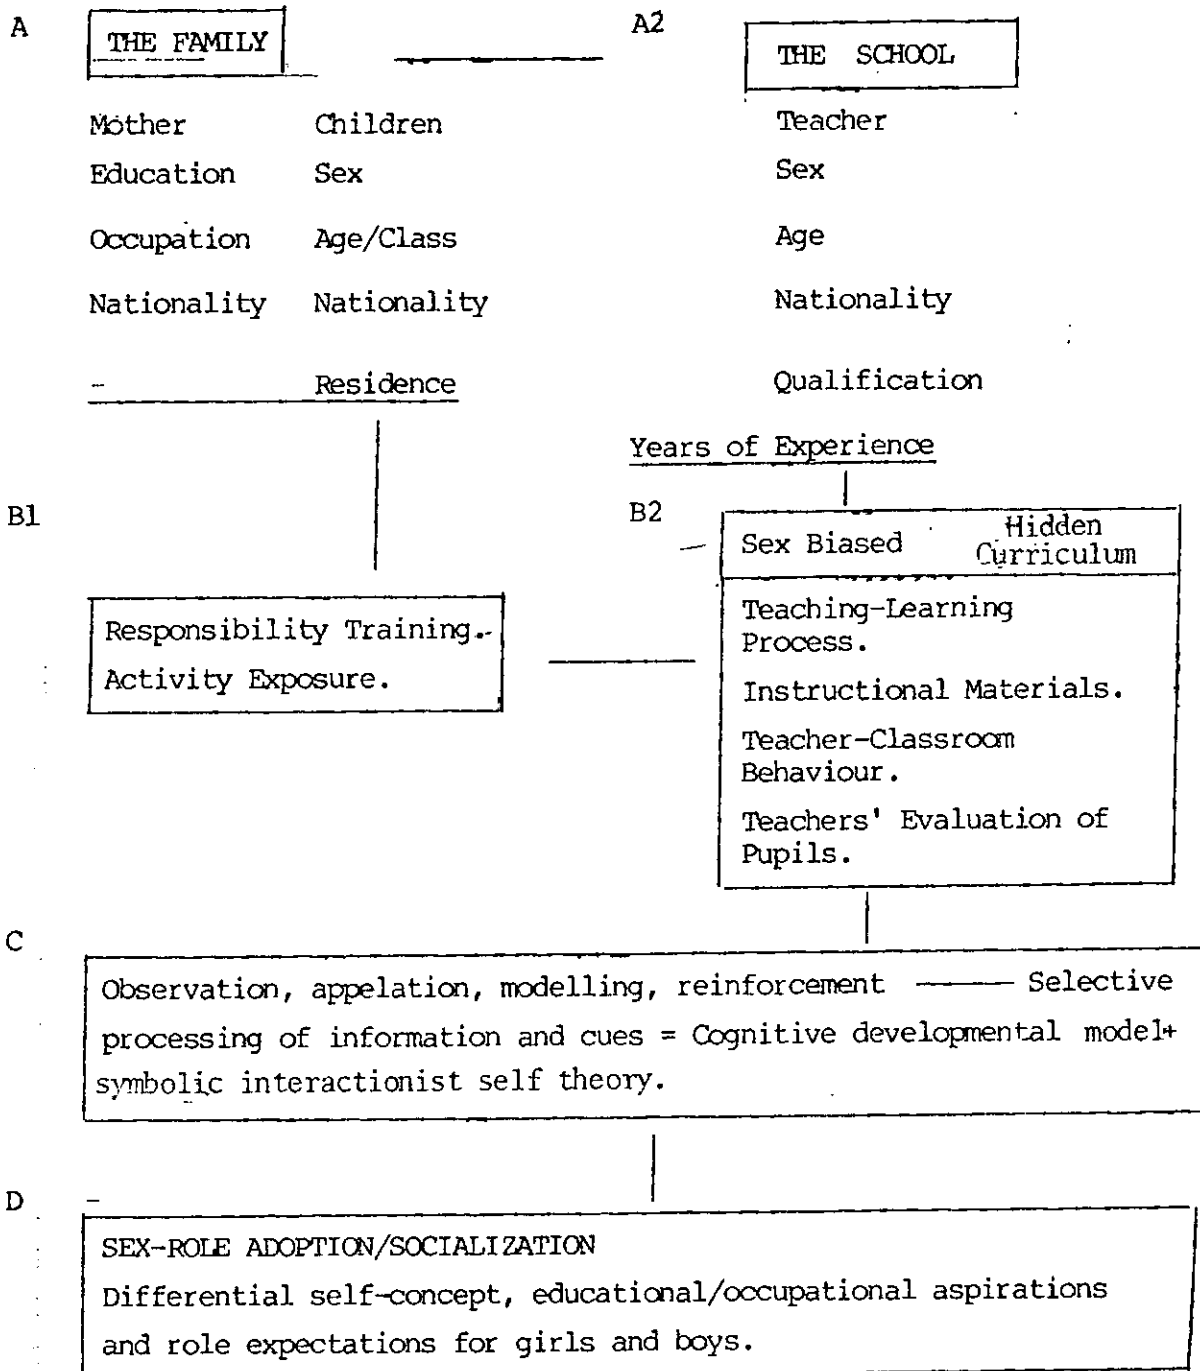 A
THE FAMILY
A2
THE SCHOOL
Mother Children
Teacher
Education Sex
Sex
Occupation Age/Class
Age
Nationality Nationality
Nationality
- Residence
Qualification
Years of Experience
B1
B2
Sex Biased Hidden
Curriculum
Responsibility Training.
Activity Exposure.
Teaching-Learning
Process.
Instructional Materials.
Teacher-Classroom
Behaviour.
Teachers' Evaluation of
Pupils.
C
Observation, appelation, modelling, reinforcement —— Selective
processing of information and cues = Cognitive developmental model+
symbolic interactionist self theory.
D
SEX-ROLE ADOPTION/SOCIALIZATION
Differential self-concept, educational/occupational aspirations
and role expectations for girls and boys.